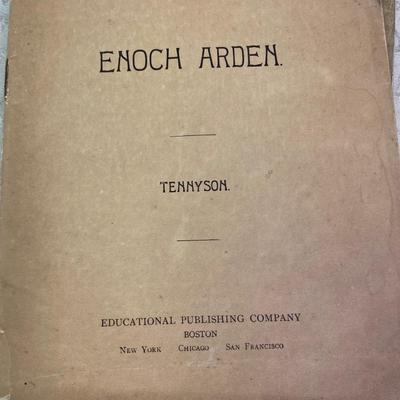 ENOCH ARDEN.
TENNYSON.
EDUCATIONAL PUBLISHING COMPANY
BOSTON
NEW YORK CHICAGO SAN FRANCISCO